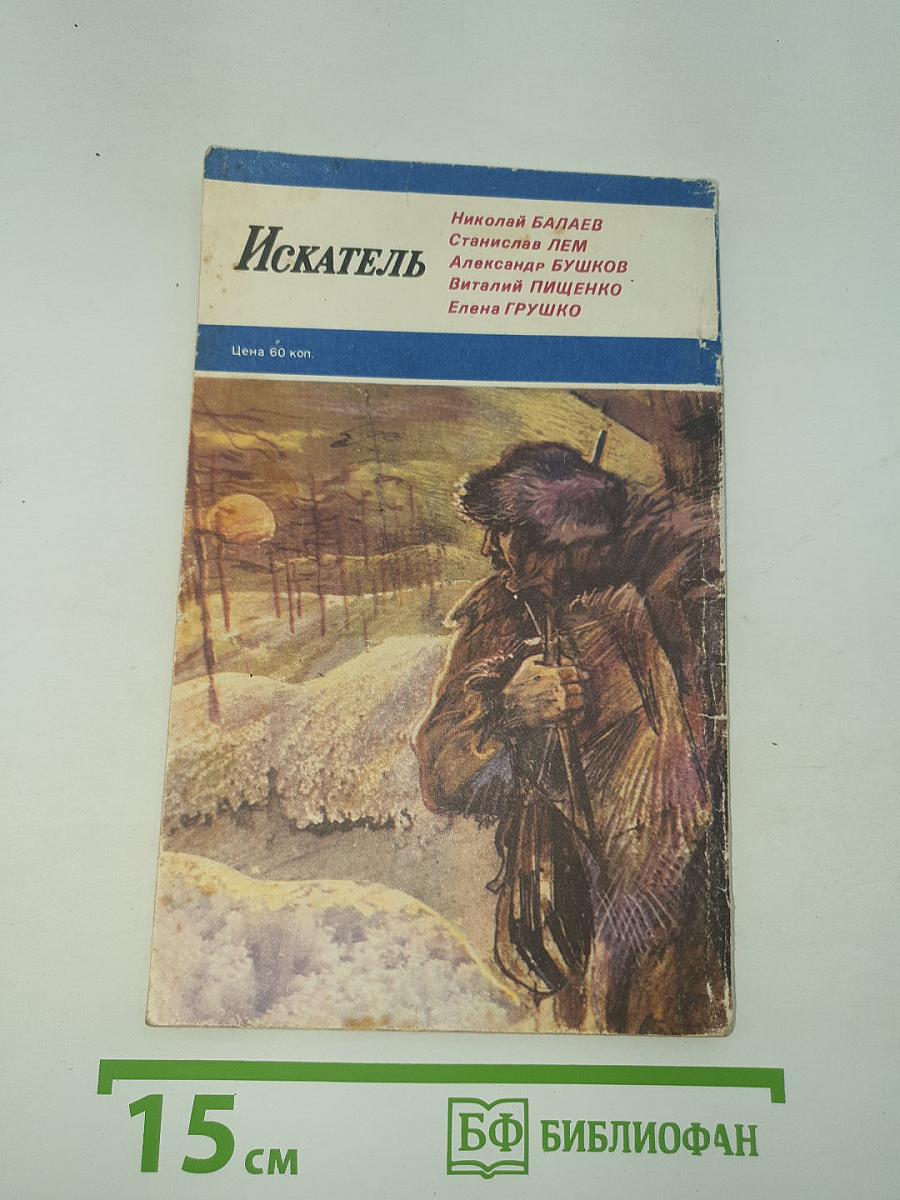 Искатель
Николай БАЛАЕВ
Станислав ЛЕМ
Александр БУШКОВ
Виталий ПИЩЕНКО
Елена ГРУШКО
Цена 60 коп.
15 см
БФ БИБЛИОФАН